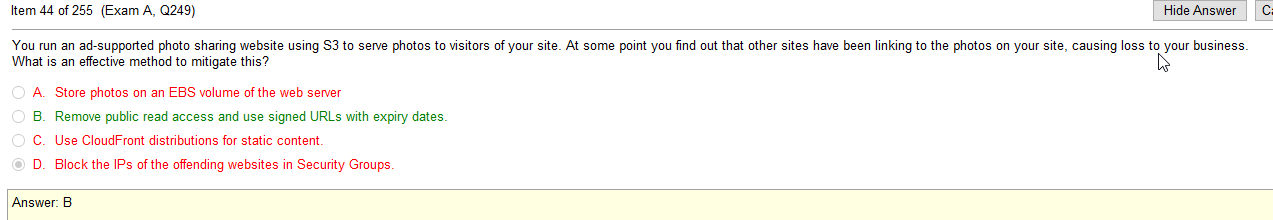 Item 44 of 255 (Exam A, Q249)
Hide Answer
You run an ad-supported photo sharing website using S3 to serve photos to visitors of your site. At some point you find out that other sites have been linking to the photos on your site, causing loss to your business.
What is an effective method to mitigate this?
A. Store photos on an EBS volume of the web server
B. Remove public read access and use signed URLs with expiry dates.
C. Use CloudFront distributions for static content.
D. Block the IPs of the offending websites in Security Groups.
Answer: B